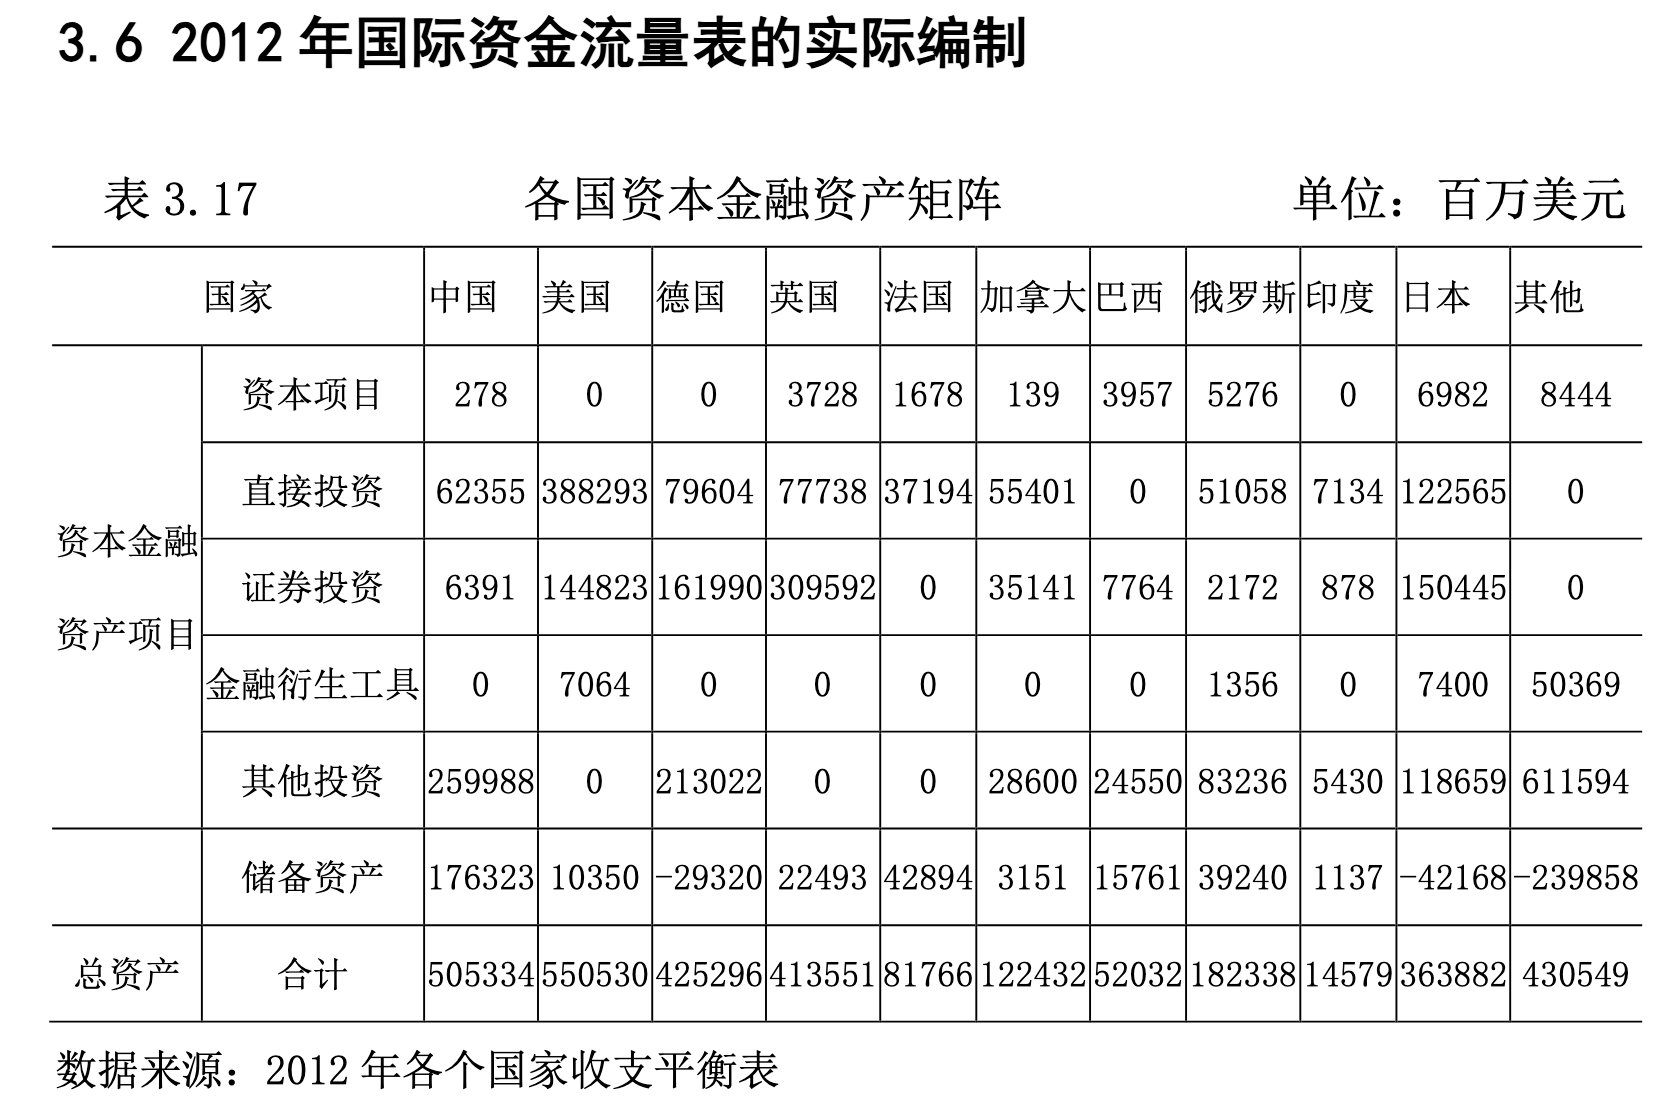 3.6 2012年国际资金流量表的实际编制
表3.17 各国资本金融资产矩阵 单位：百万美元
国家 中国 美国 德国 英国 法国 加拿大 巴西 俄罗斯 印度 日本 其他
资本项目 278 0 0 3728 1678 139 3957 5276 0 6982 8444
直接投资 62355 388293 79604 77738 37194 55401 0 51058 7134 122565 0
资本金融
证券投资 6391 144823 161990 309592 0 35141 7764 2172 878 150445 0
资产项目
金融衍生工具 0 7064 0 0 0 0 0 1356 0 7400 50369
其他投资 259988 0 213022 0 0 28600 24550 83236 5430 118659 611594
储备资产 176323 10350 -29320 22493 42894 3151 15761 39240 1137 -42168 -239858
总资产 合计 505334 550530 425296 413551 81766 122432 52032 182338 14579 363882 430549
数据来源：2012年各个国家收支平衡表